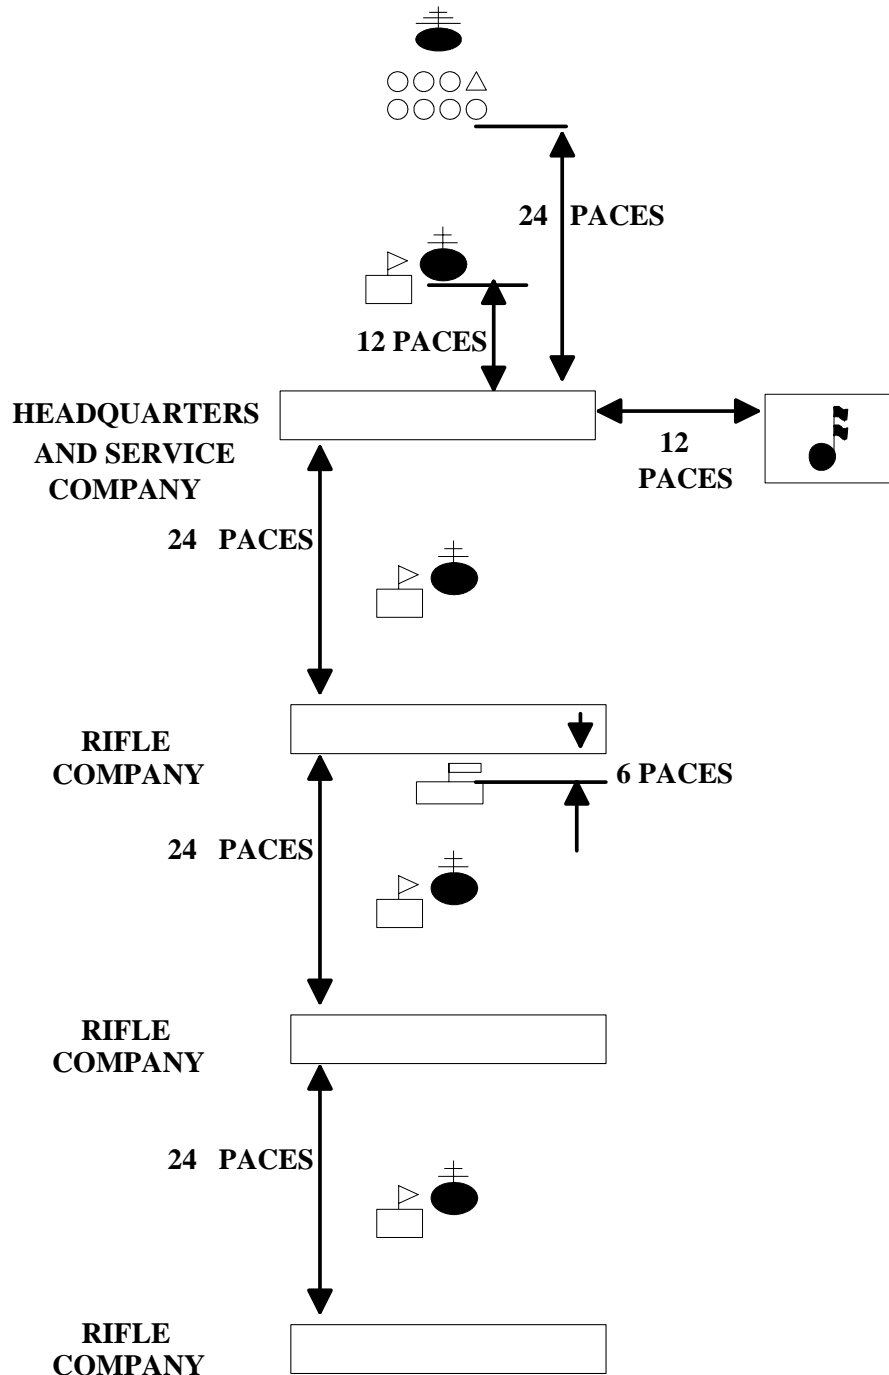 24 PACES
12 PACES
HEADQUARTERS
AND SERVICE
COMPANY
12
PACES
24 PACES
RIFLE
COMPANY
6 PACES
24 PACES
RIFLE
COMPANY
24 PACES
RIFLE
COMPANY